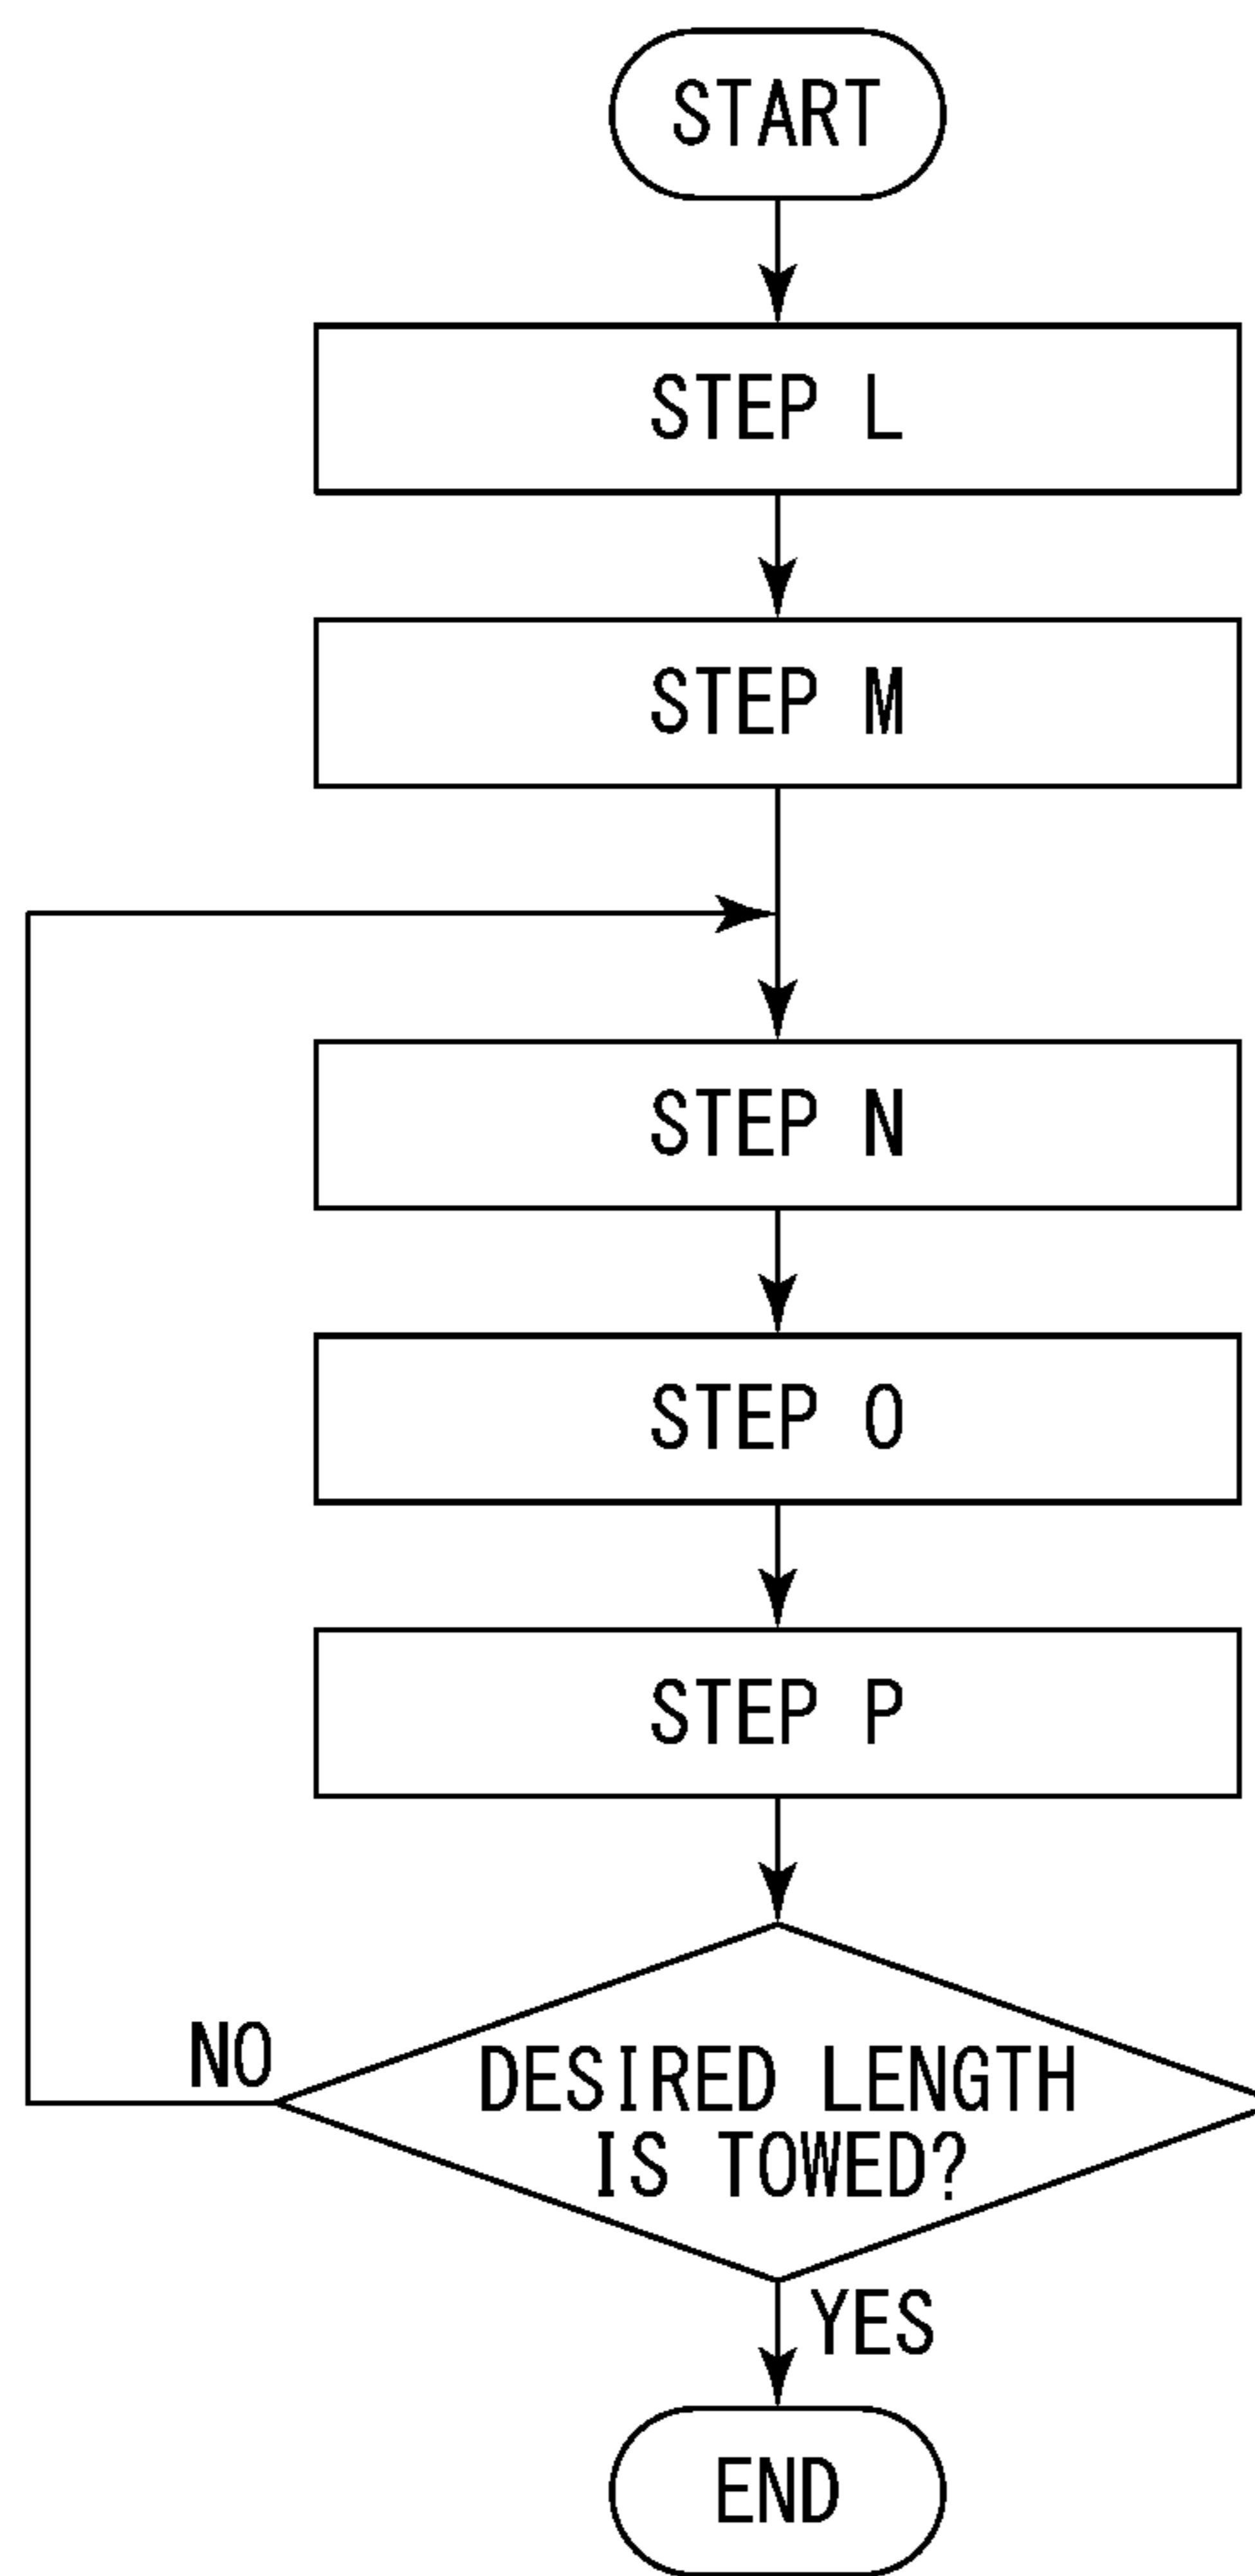 START
STEP L
STEP M
STEP N
STEP O
STEP P
NO
DESIRED LENGTH
IS TOWED?
YES
END